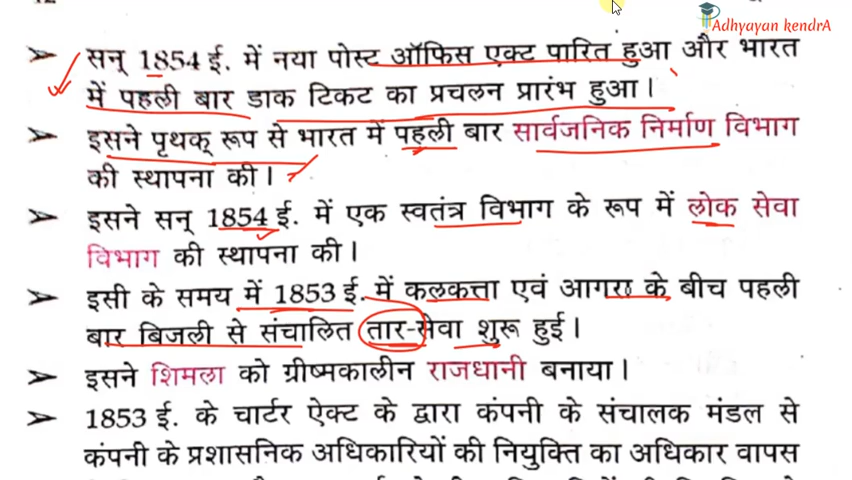 Adhyayan kendrA
➤ सन् 1854 ई. में नया पोस्ट ऑफिस एक्ट पारित हुआ और भारत
में पहली बार डाक टिकट का प्रचलन प्रारंभ हुआ।
➤ इसने पृथक् रूप से भारत में पहली बार सार्वजनिक निर्माण विभाग
की स्थापना की।
➤ इसने सन् 1854 ई. में एक स्वतंत्र विभाग के रूप में लोक सेवा
विभाग की स्थापना की।
➤ इसी के समय में 1853 ई. में कलकत्ता एवं आगरा के बीच पहली
बार बिजली से संचालित तार-सेवा शुरू हुई।
➤ इसने शिमला को ग्रीष्मकालीन राजधानी बनाया।
➤ 1853 ई. के चार्टर ऐक्ट के द्वारा कंपनी के संचालक मंडल से
कंपनी के प्रशासनिक अधिकारियों की नियुक्ति का अधिकार वापस